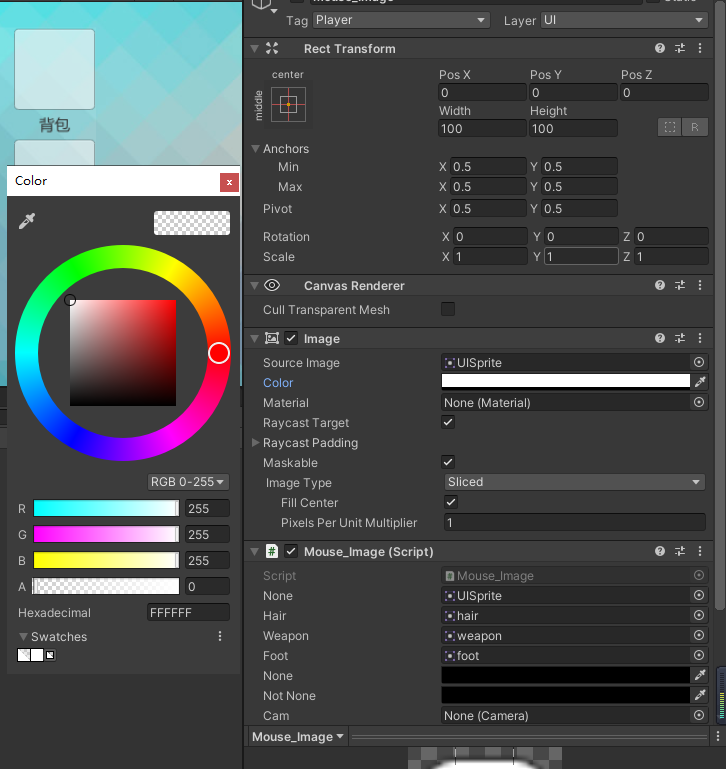 Mouse_Image
Static
Tag Player Layer UI
背包
Rect Transform
center
middle
Pos X Pos Y Pos Z
0 0 0
Width Height
100 100
R
Anchors
Min X 0.5 Y 0.5
Max X 0.5 Y 0.5
Pivot X 0.5 Y 0.5
Rotation X 0 Y 0 Z 0
Scale X 1 Y 1 Z 1
Canvas Renderer
Cull Transparent Mesh
Image
Source Image UISprite
Color
Material None (Material)
Raycast Target
Raycast Padding
Maskable
Image Type Sliced
Fill Center
Pixels Per Unit Multiplier 1
Mouse_Image (Script)
Script Mouse_Image
None UISprite
Hair hair
Weapon weapon
Foot foot
None
Not None
Cam None (Camera)
Mouse_Image
Color
x
RGB 0-255
R 255
G 255
B 255
A 0
Hexadecimal FFFFFF
Swatches